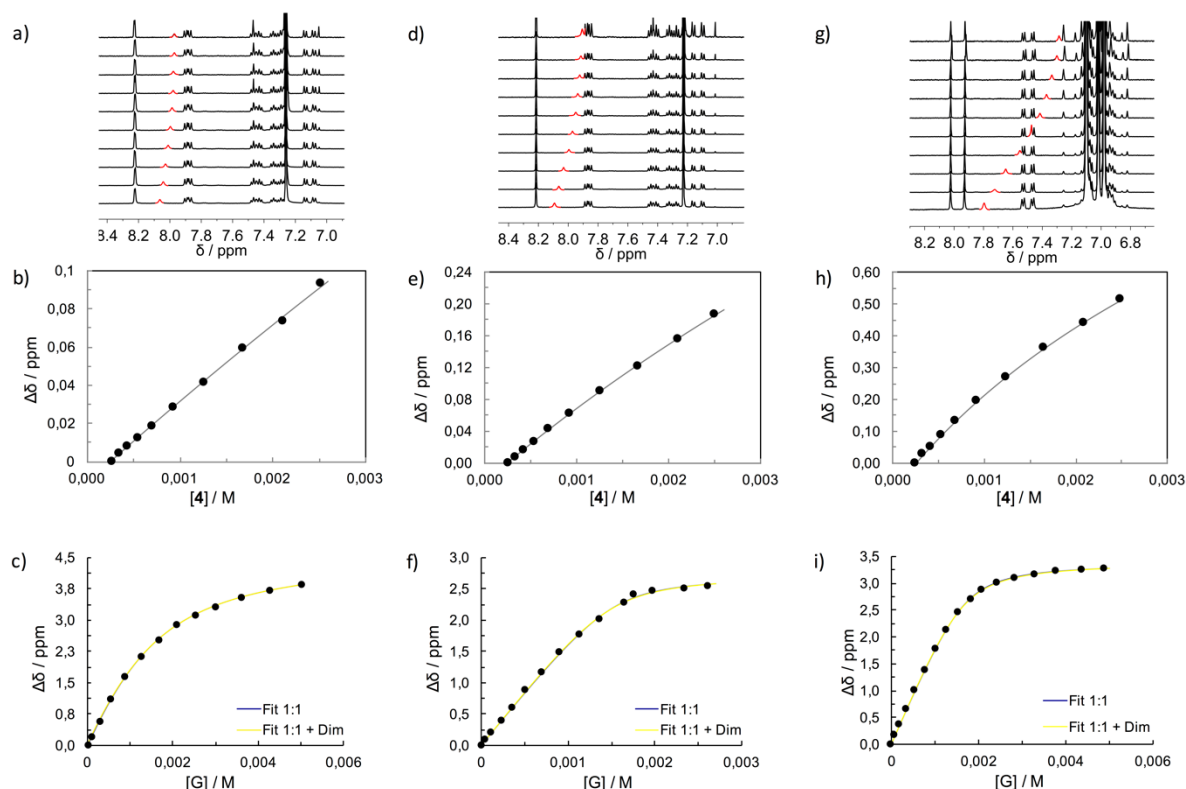 a)
8.4 8.2 8.0 7.8 7.6 7.4 7.2 7.0
δ / ppm
d)
8.4 8.2 8.0 7.8 7.6 7.4 7.2 7.0
δ / ppm
g)
8.2 8.0 7.8 7.6 7.4 7.2 7.0 6.8
δ / ppm
b)
Δδ / ppm
0,1
0,08
0,06
0,04
0,02
0
0,000 0,001 0,002 0,003
[4] / M
e)
Δδ / ppm
0,24
0,20
0,16
0,12
0,08
0,04
0,00
0,000 0,001 0,002 0,003
[4] / M
h)
Δδ / ppm
0,60
0,50
0,40
0,30
0,20
0,10
0,00
0,000 0,001 0,002 0,003
[4] / M
c)
Δδ / ppm
4,5
3,8
3,0
2,3
1,5
0,8
0,0
0 0,002 0,004 0,006
[G] / M
Fit 1:1
Fit 1:1 + Dim
f)
Δδ / ppm
3,0
2,5
2,0
1,5
1,0
0,5
0,0
0 0,001 0,002 0,003
[G] / M
Fit 1:1
Fit 1:1 + Dim
i)
Δδ / ppm
3,5
3,0
2,5
2,0
1,5
1,0
0,5
0,0
0 0,002 0,004 0,006
[G] / M
Fit 1:1
Fit 1:1 + Dim